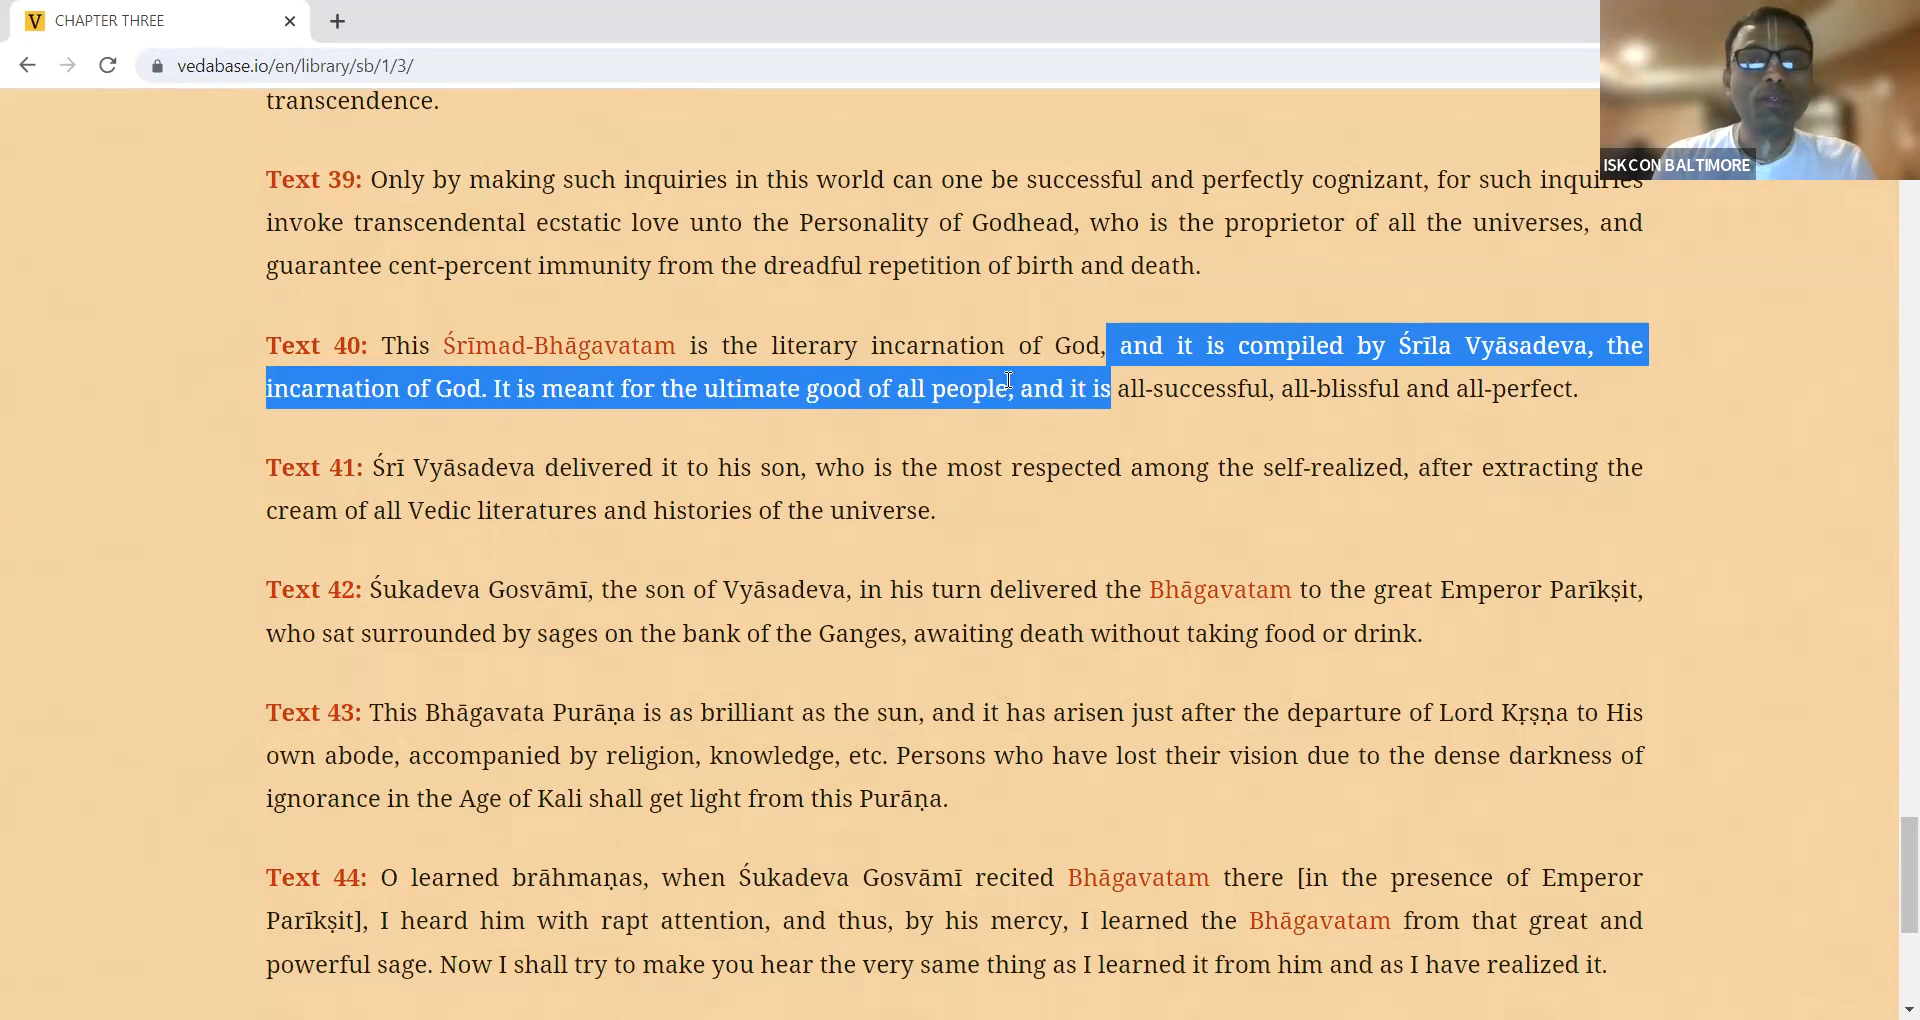 V CHAPTER THREE
vedabase.io/en/library/sb/1/3/
ISKCON BALTIMORE
transcendence.
Text 39: Only by making such inquiries in this world can one be successful and perfectly cognizant, for such inquiries
invoke transcendental ecstatic love unto the Personality of Godhead, who is the proprietor of all the universes, and
guarantee cent-percent immunity from the dreadful repetition of birth and death.
Text 40: This Śrīmad-Bhāgavatam is the literary incarnation of God, and it is compiled by Śrīla Vyāsadeva, the
incarnation of God. It is meant for the ultimate good of all people, and it is all-successful, all-blissful and all-perfect.
Text 41: Śrī Vyāsadeva delivered it to his son, who is the most respected among the self-realized, after extracting the
cream of all Vedic literatures and histories of the universe.
Text 42: Śukadeva Gosvāmī, the son of Vyāsadeva, in his turn delivered the Bhāgavatam to the great Emperor Parīkṣit,
who sat surrounded by sages on the bank of the Ganges, awaiting death without taking food or drink.
Text 43: This Bhāgavata Purāṇa is as brilliant as the sun, and it has arisen just after the departure of Lord Kṛṣṇa to His
own abode, accompanied by religion, knowledge, etc. Persons who have lost their vision due to the dense darkness of
ignorance in the Age of Kali shall get light from this Purāṇa.
Text 44: O learned brāhmaṇas, when Śukadeva Gosvāmī recited Bhāgavatam there [in the presence of Emperor
Parīkṣit], I heard him with rapt attention, and thus, by his mercy, I learned the Bhāgavatam from that great and
powerful sage. Now I shall try to make you hear the very same thing as I learned it from him and as I have realized it.